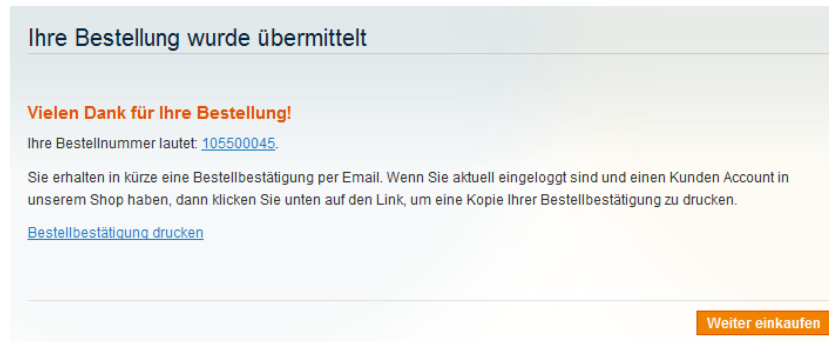 Ihre Bestellung wurde übermittelt
Vielen Dank für Ihre Bestellung!
Ihre Bestellnummer lautet: 105500045.
Sie erhalten in kürze eine Bestellbestätigung per Email. Wenn Sie aktuell eingeloggt sind und einen Kunden Account in
unserem Shop haben, dann klicken Sie unten auf den Link, um eine Kopie Ihrer Bestellbestätigung zu drucken.
Bestellbestätigung drucken
Weiter einkaufen